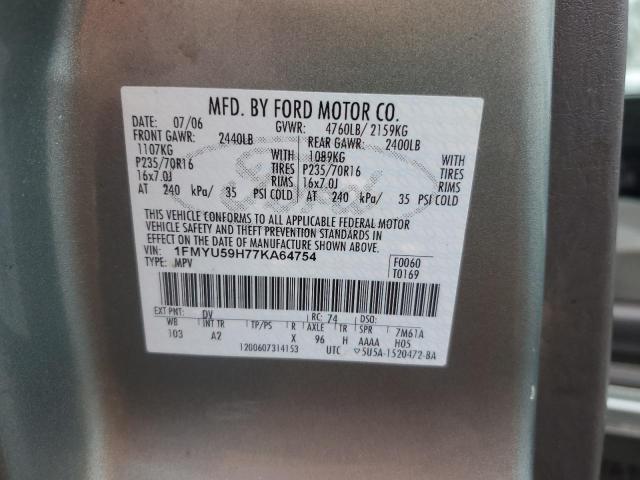 MFD. BY FORD MOTOR CO.
DATE: 07/06 GVWR: 4760LB/ 2159KG
FRONT GAWR: 2440LB REAR GAWR: 2400LB
1107KG 1089KG
P235/70R16 TIRES P235/70R16 TIRES
16x7.0J RIMS 16x7.0J RIMS
AT 240 kPa/ 35 PSI COLD AT 240 kPa/ 35 PSI COLD
THIS VEHICLE CONFORMS TO ALL APPLICABLE FEDERAL MOTOR
VEHICLE SAFETY AND THEFT PREVENTION STANDARDS IN
EFFECT ON THE DATE OF MANUFACTURE SHOWN ABOVE.
VIN: 1FMYU59H77KA64754 F0060
TYPE: MPV T0169
EXT PNT: DV RC: 74 DSO:
WB INT TR TP/PS R AXLE TR SPR 7M61A
103 A2 X 96 H AAAA H05
1200607314153 UTC 5U5A-1520472-BA
Ford